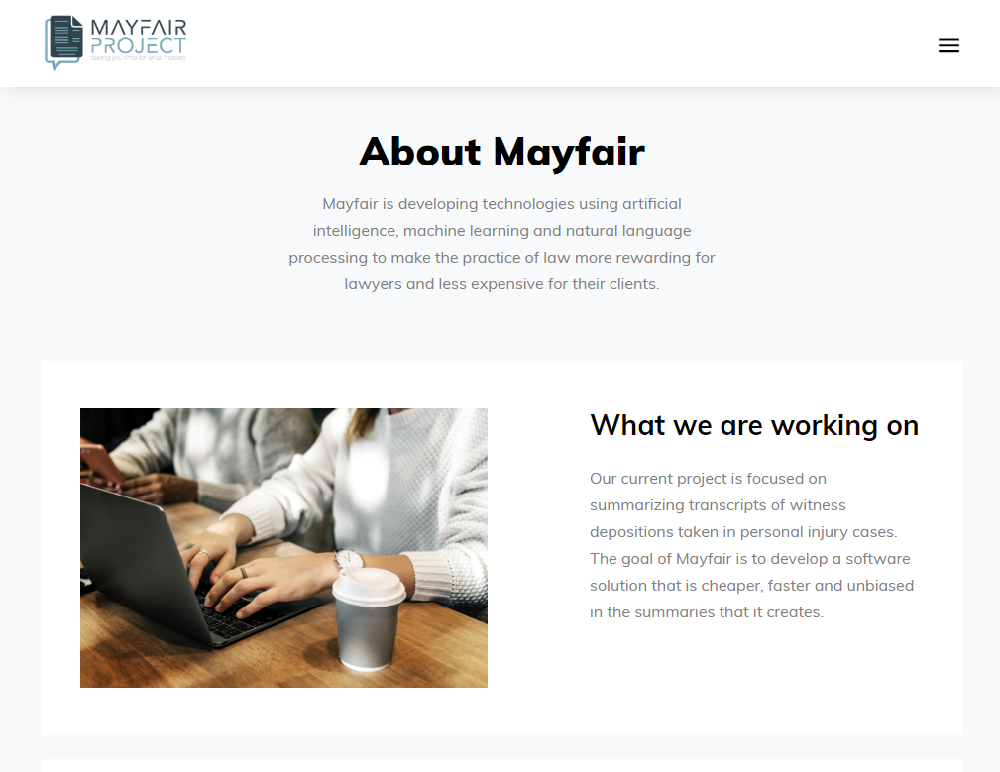 MAYFAIR
PROJECT
saving you time for what matters
About Mayfair
Mayfair is developing technologies using artificial
intelligence, machine learning and natural language
processing to make the practice of law more rewarding for
lawyers and less expensive for their clients.
What we are working on
Our current project is focused on
summarizing transcripts of witness
depositions taken in personal injury cases.
The goal of Mayfair is to develop a software
solution that is cheaper, faster and unbiased
in the summaries that it creates.